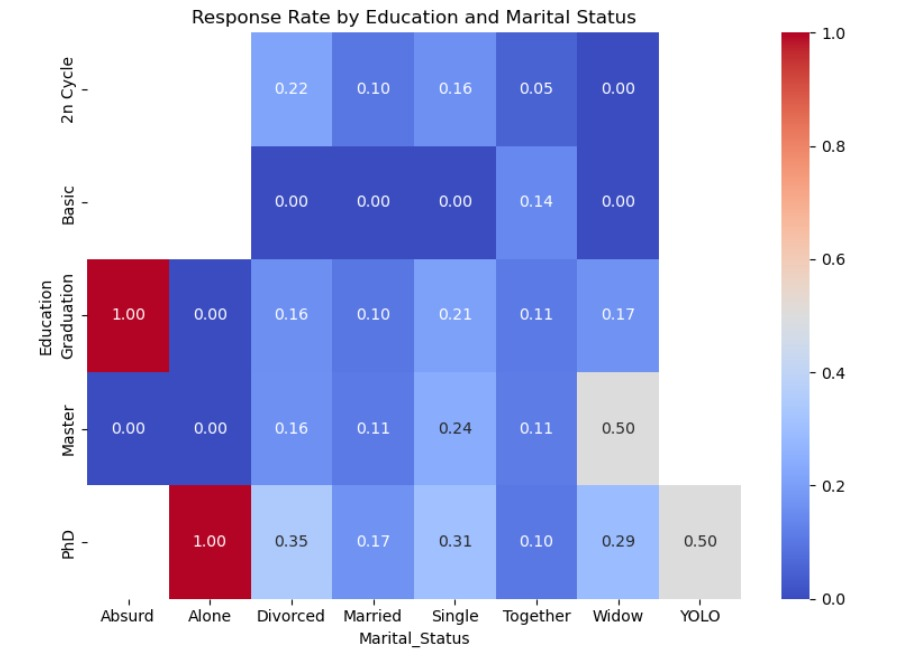 Response Rate by Education and Marital Status
2n Cycle
0.22 0.10 0.16 0.05 0.00
Basic
0.00 0.00 0.00 0.14 0.00
Education
Graduation
1.00 0.00 0.16 0.10 0.21 0.11 0.17
Master
0.00 0.00 0.16 0.11 0.24 0.11 0.50
PhD
1.00 0.35 0.17 0.31 0.10 0.29 0.50
Absurd Alone Divorced Married Single Together Widow YOLO
Marital_Status
1.0
0.8
0.6
0.4
0.2
0.0